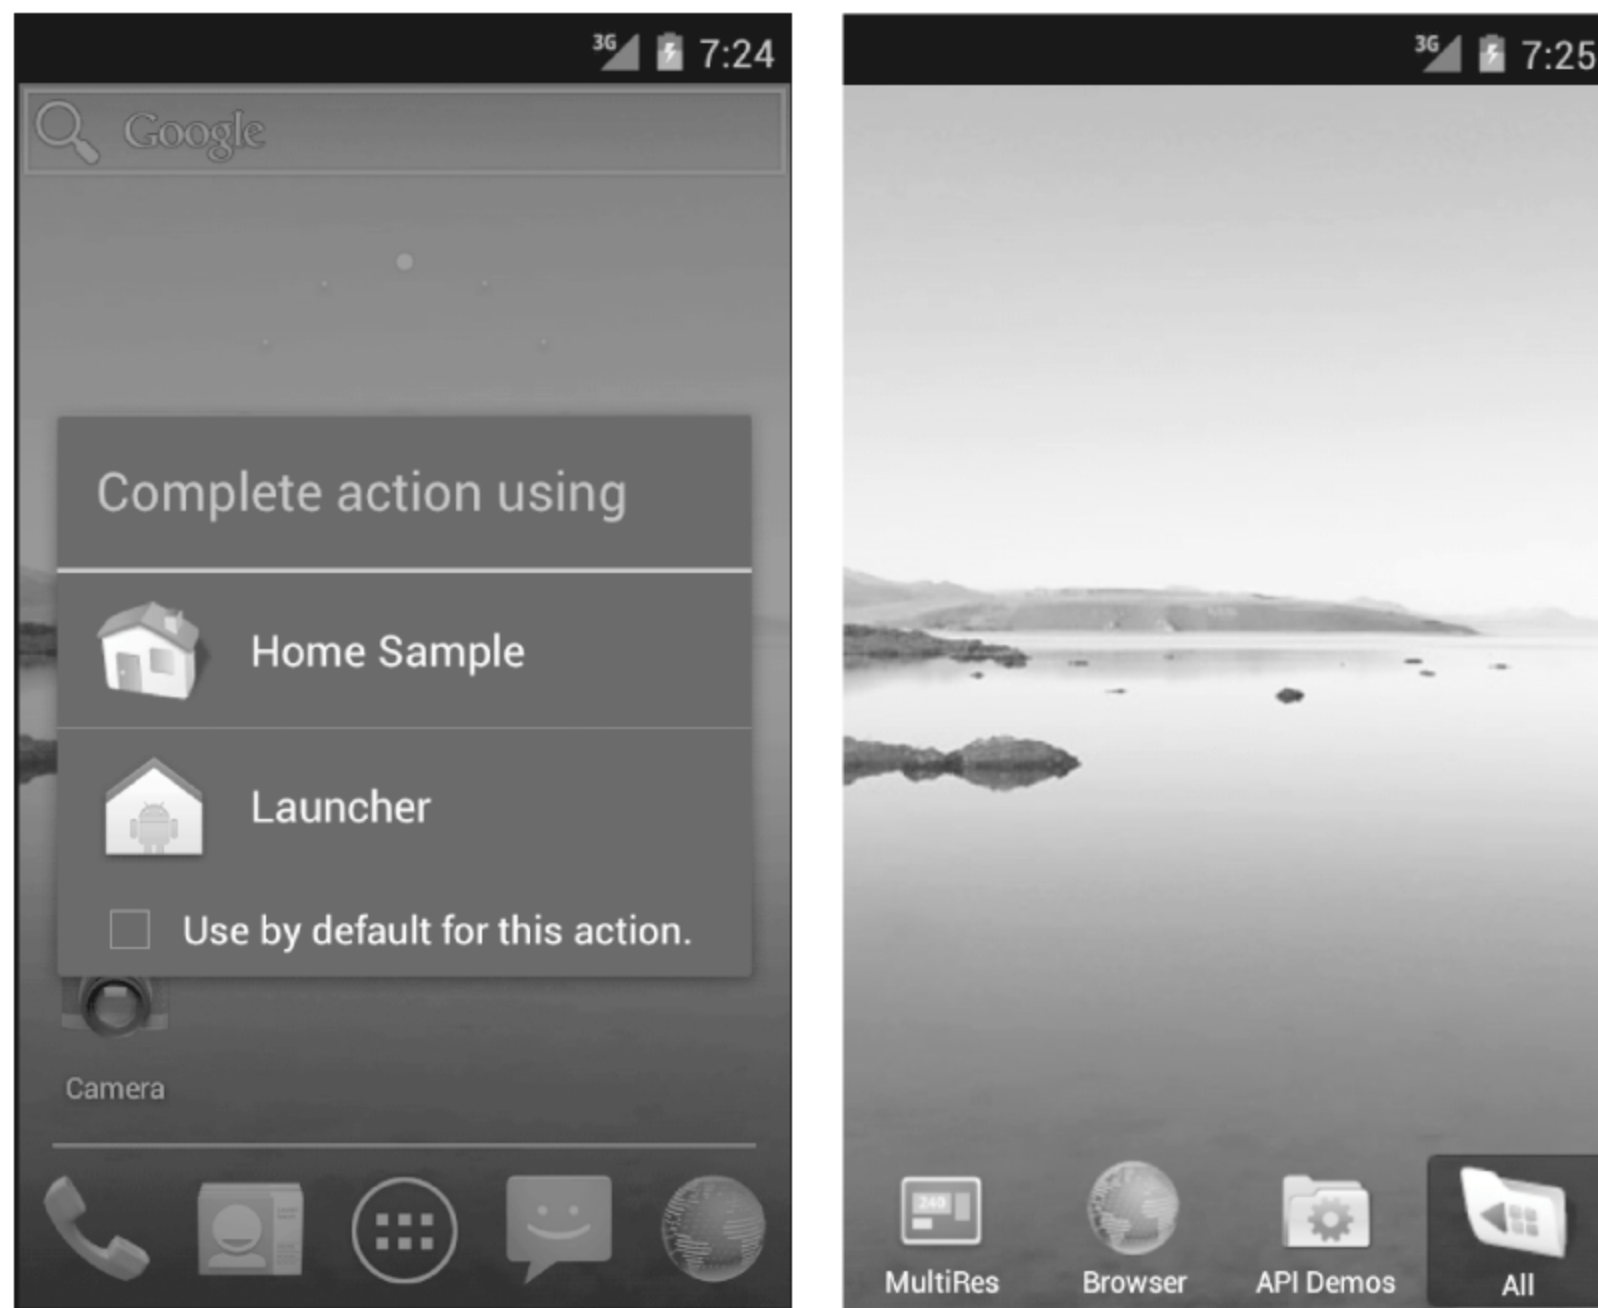 3G 7:24
Google
Complete action using
Home Sample
Launcher
Use by default for this action.
Camera
3G 7:25
240
MultiRes
Browser
API Demos
All